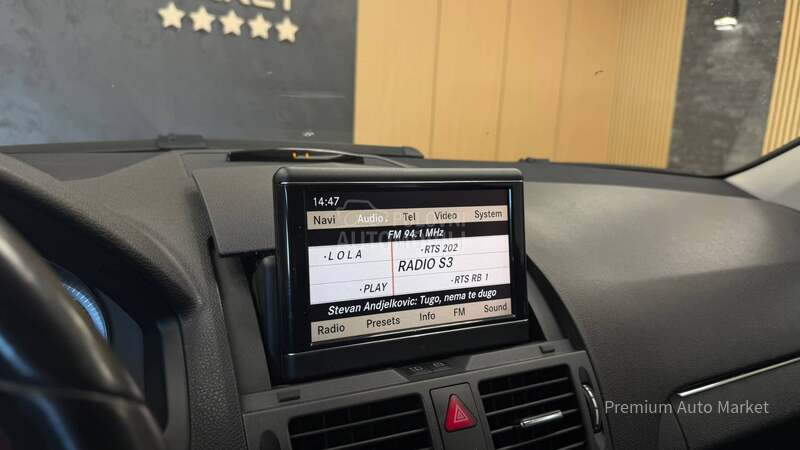 14:47
Navi Audio Tel Video System
FM 94.1 MHz
· L O L A · RTS 202
RADIO S3
· PLAY · RTS RB 1
Stevan Andjelkovic: Tugo, nema te dugo
Radio Presets Info FM Sound
Premium Auto Market